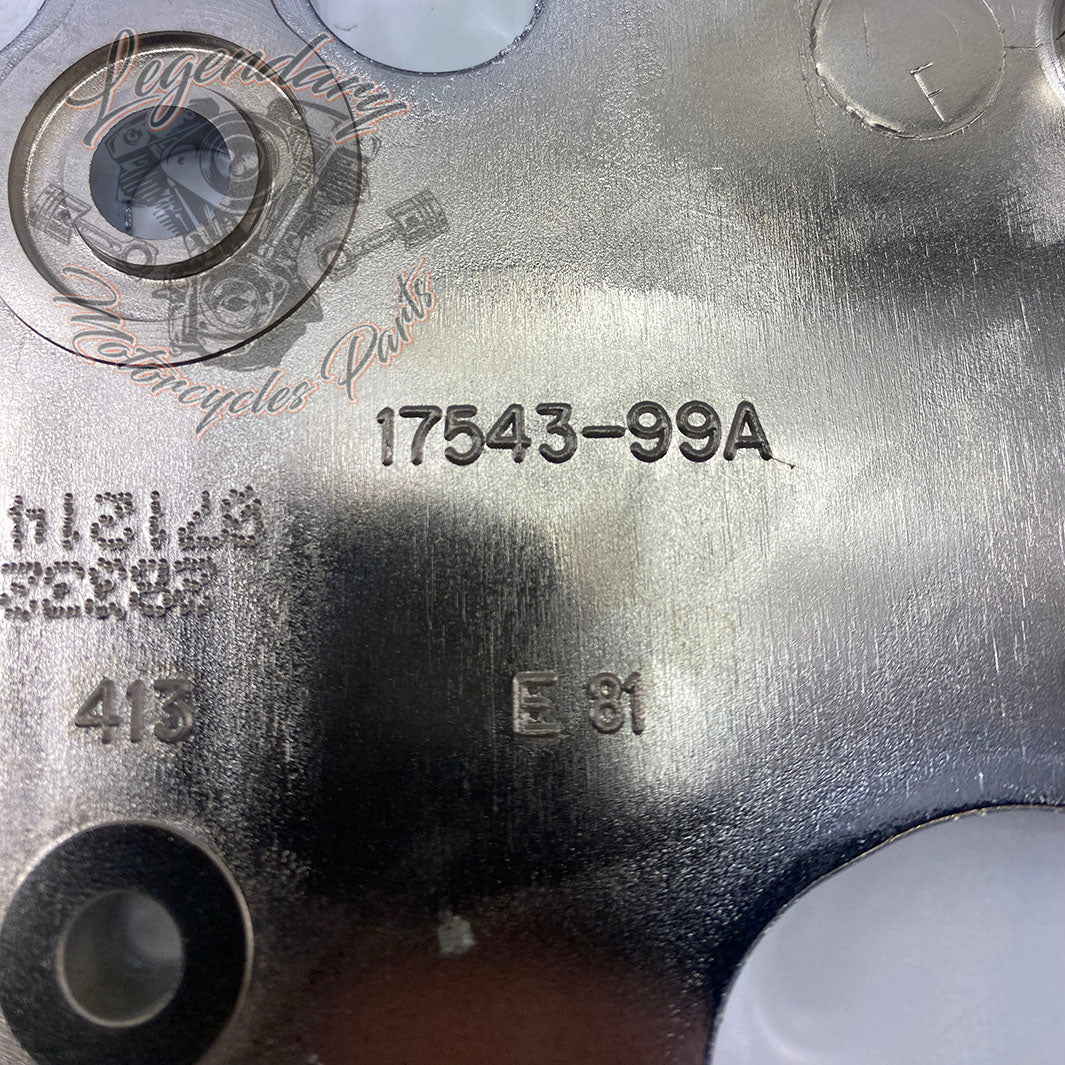 Legendary
Motorcycles Parts
17543-99A
413
E 81